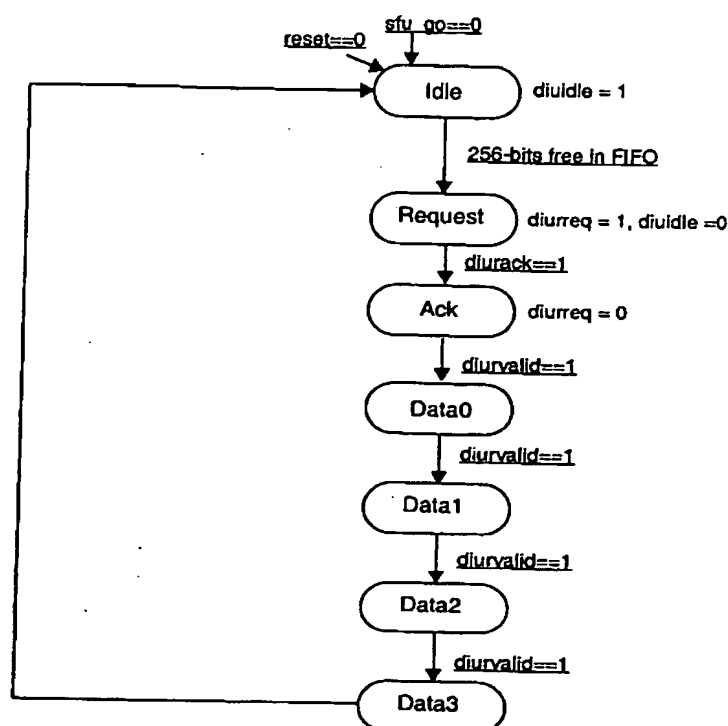 sfu_go==0
reset==0
Idle
diuidle = 1
256-bits free in FIFO
Request
diurreq = 1, diuidle =0
diurack==1
Ack
diurreq = 0
diurvalid==1
Data0
diurvalid==1
Data1
diurvalid==1
Data2
diurvalid==1
Data3